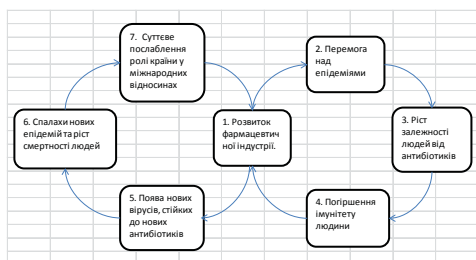 7. Суттєве
послаблення
ролі країни у
міжнародних
відносинах
2. Перемога
над
епідеміями
6. Спалахи нових
епідемій та ріст
смертності людей
1. Розвиток
фармацевтич
ної індустрії.
3. Ріст
залежності
людей від
антибіотиків
5. Поява нових
вірусів, стійких
до нових
антибіотиків
4. Погіршення
імунітету
людини